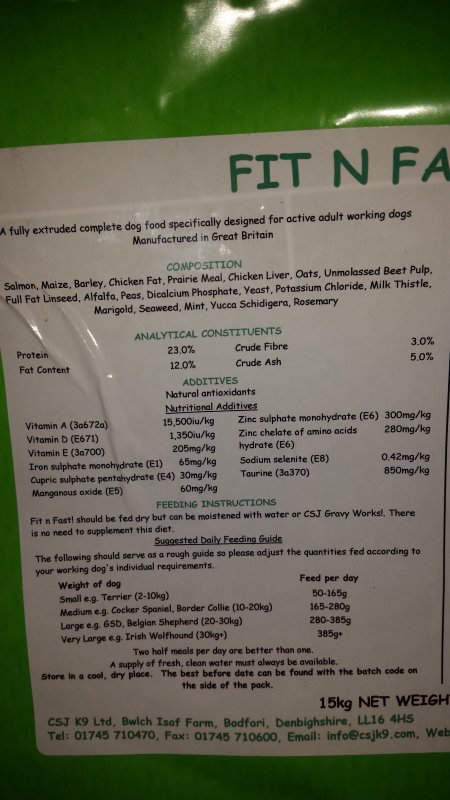 FIT N FA
A fully extruded complete dog food specifically designed for active adult working dogs
Manufactured in Great Britain
COMPOSITION
Salmon, Maize, Barley, Chicken Fat, Prairie Meal, Chicken Liver, Oats, Unmolassed Beet Pulp,
Full Fat Linseed, Alfalfa, Peas, Dicalcium Phosphate, Yeast, Potassium Chloride, Milk Thistle,
Marigold, Seaweed, Mint, Yucca Schidigera, Rosemary
ANALYTICAL CONSTITUENTS
Protein 23.0% Crude Fibre 3.0%
Fat Content 12.0% Crude Ash 5.0%
ADDITIVES
Natural antioxidants
Nutritional Additives
Vitamin A (3a672a) 15,500iu/kg Zinc sulphate monohydrate (E6) 300mg/kg
Vitamin D (E671) 1,350iu/kg Zinc chelate of amino acids 280mg/kg
Vitamin E (3a700) 205mg/kg hydrate (E6)
Iron sulphate monohydrate (E1) 65mg/kg Sodium selenite (E8) 0.42mg/kg
Cupric sulphate pentahydrate (E4) 30mg/kg Taurine (3a370) 850mg/kg
Manganous oxide (E5) 60mg/kg
FEEDING INSTRUCTIONS
Fit n Fast! should be fed dry but can be moistened with water or CSJ Gravy Works!. There
is no need to supplement this diet.
Suggested Daily Feeding Guide
The following should serve as a rough guide so please adjust the quantities fed according to
your working dog's individual requirements.
Weight of dog Feed per day
Small e.g. Terrier (2-10kg) 50-165g
Medium e.g. Cocker Spaniel, Border Collie (10-20kg) 165-280g
Large e.g. GSD, Belgian Shepherd (20-30kg) 280-385g
Very Large e.g. Irish Wolfhound (30kg+) 385g+
Two half meals per day are better than one.
A supply of fresh, clean water must always be available.
Store in a cool, dry place. The best before date can be found with the batch code on
the side of the pack.
15kg NET WEIGH
CSJ K9 Ltd, Bwlch Isaf Farm, Bodfari, Denbighshire, LL16 4HS
Tel: 01745 710470, Fax: 01745 710600, Email: info@csjk9.com, Web